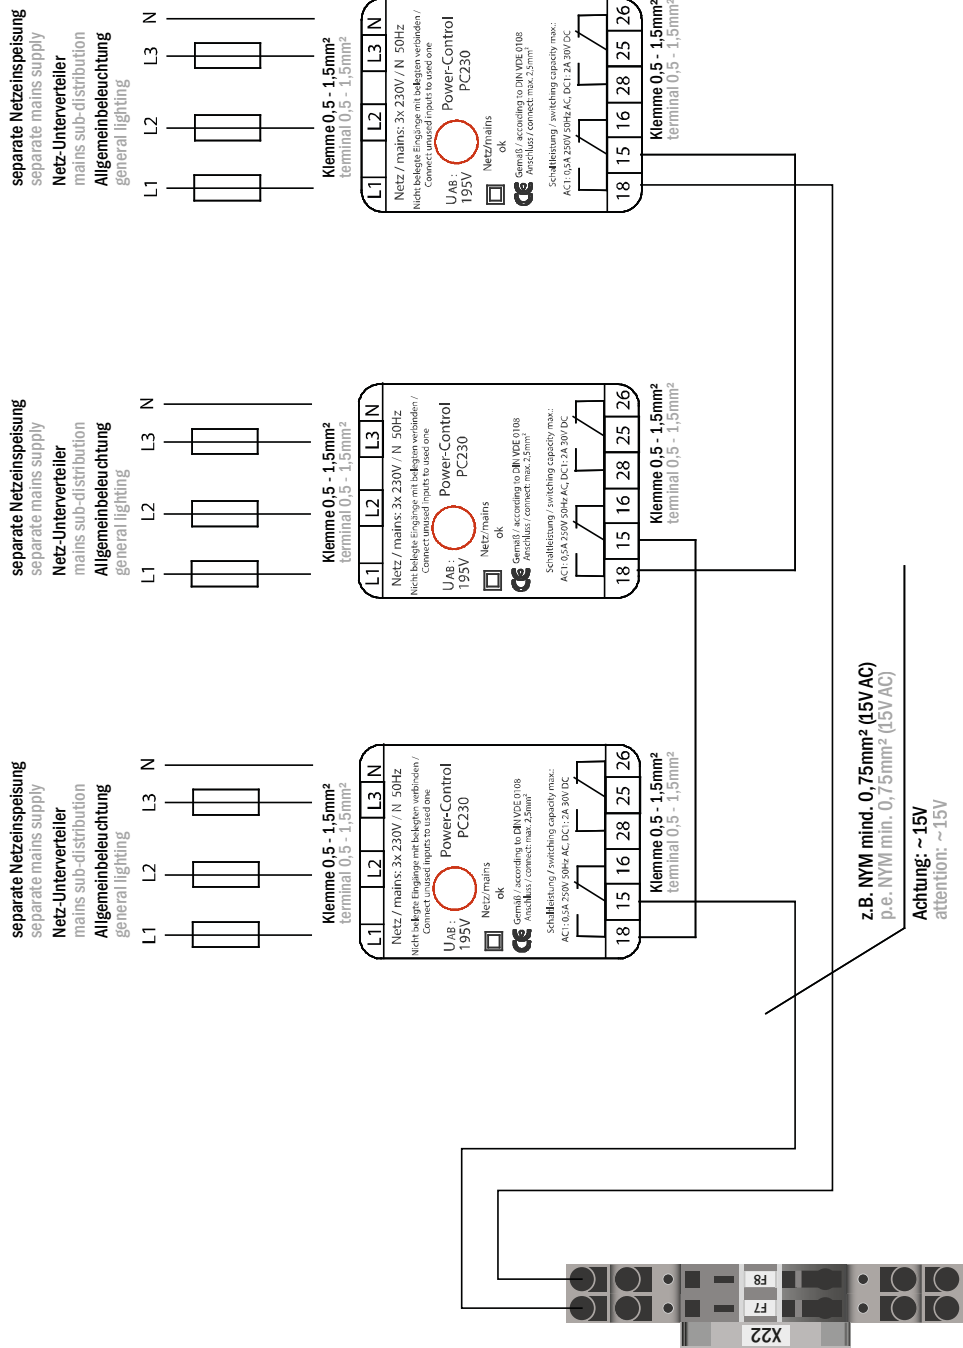 separate Netzeinspeisung
separate mains supply
Netz-Unterverteiler
mains sub-distribution
Allgemeinbeleuchtung
general lighting
L1 L2 L3 N
Klemme 0,5 - 1,5mm²
terminal 0,5 - 1,5mm²
L1 L2 L3 N
Netz / mains: 3x 230V / N 50Hz
Nicht belegte Eingänge mit belegten verbinden /
Connect unused inputs to used one
UAB :
195V
Power-Control
PC230
Netz/mains
ok
CE Gemäß / according to DIN VDE 0108
Anschluss / connect: max. 2,5mm²
Schaltleistung / switching capacity max.:
AC1: 0,5A 250V 50Hz AC, DC1: 2A 30V DC
18 15 16 28 25 26
Klemme 0,5 - 1,5mm²
terminal 0,5 - 1,5mm²
separate Netzeinspeisung
separate mains supply
Netz-Unterverteiler
mains sub-distribution
Allgemeinbeleuchtung
general lighting
L1 L2 L3 N
Klemme 0,5 - 1,5mm²
terminal 0,5 - 1,5mm²
L1 L2 L3 N
Netz / mains: 3x 230V / N 50Hz
Nicht belegte Eingänge mit belegten verbinden /
Connect unused inputs to used one
UAB :
195V
Power-Control
PC230
Netz/mains
ok
CE Gemäß / according to DIN VDE 0108
Anschluss / connect: max. 2,5mm²
Schaltleistung / switching capacity max.:
AC1: 0,5A 250V 50Hz AC, DC1: 2A 30V DC
18 15 16 28 25 26
Klemme 0,5 - 1,5mm²
terminal 0,5 - 1,5mm²
separate Netzeinspeisung
separate mains supply
Netz-Unterverteiler
mains sub-distribution
Allgemeinbeleuchtung
general lighting
L1 L2 L3 N
Klemme 0,5 - 1,5mm²
terminal 0,5 - 1,5mm²
L1 L2 L3 N
Netz / mains: 3x 230V / N 50Hz
Nicht belegte Eingänge mit belegten verbinden /
Connect unused inputs to used one
UAB :
195V
Power-Control
PC230
Netz/mains
ok
CE Gemäß / according to DIN VDE 0108
Anschluss / connect: max. 2,5mm²
Schaltleistung / switching capacity max.:
AC1: 0,5A 250V 50Hz AC, DC1: 2A 30V DC
18 15 16 28 25 26
Klemme 0,5 - 1,5mm²
terminal 0,5 - 1,5mm²
z.B. NYM mind. 0,75mm² (15V AC)
p.e. NYM min. 0,75mm² (15V AC)
Achtung: ~ 15V
attention: ~ 15V
F8
F7
X22